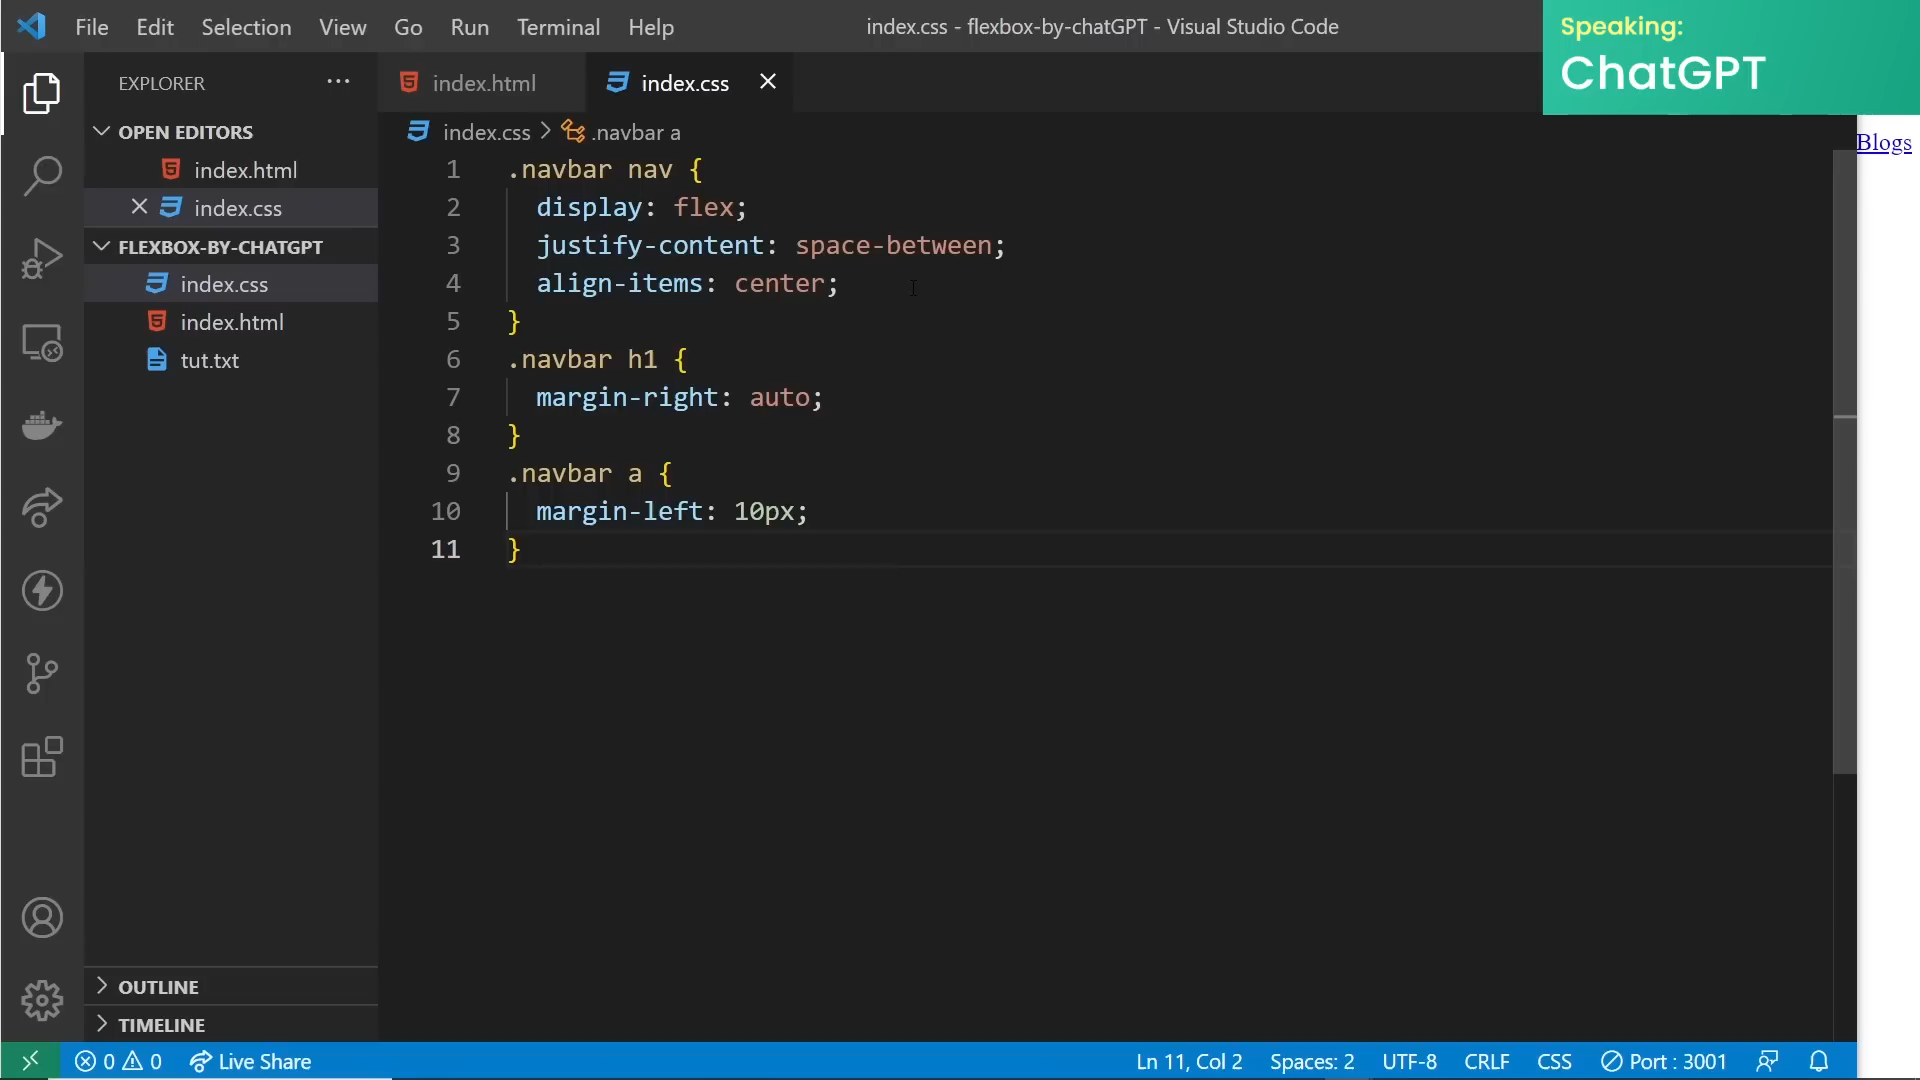 File Edit Selection View Go Run Terminal Help index.css - flexbox-by-chatGPT - Visual Studio Code
Speaking:
ChatGPT
EXPLORER ···
index.html index.css
OPEN EDITORS
index.html
index.css
FLEXBOX-BY-CHATGPT
index.css
index.html
tut.txt
OUTLINE
TIMELINE
index.css > .navbar a
1 .navbar nav {
2 display: flex;
3 justify-content: space-between;
4 align-items: center;
5 }
6 .navbar h1 {
7 margin-right: auto;
8 }
9 .navbar a {
10 margin-left: 10px;
11 }
Blogs
0 0 Live Share Ln 11, Col 2 Spaces: 2 UTF-8 CRLF CSS Port : 3001